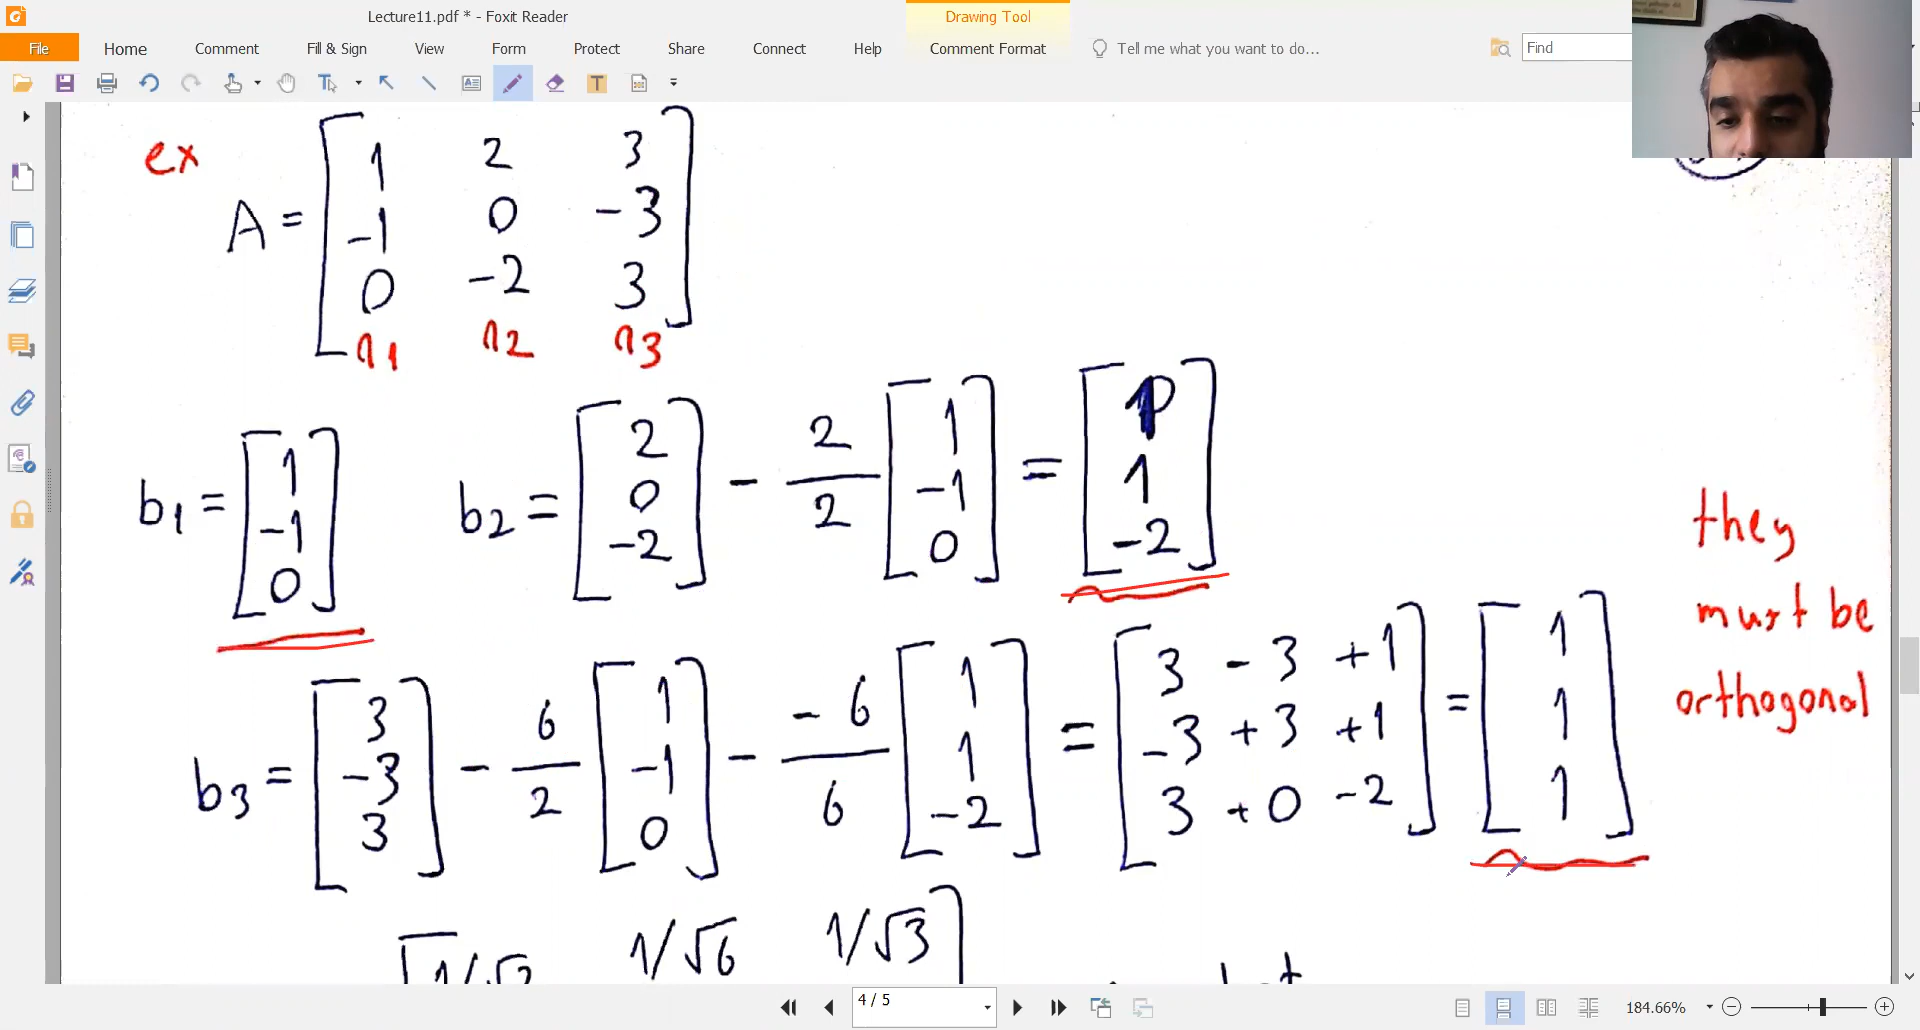 Lecture11.pdf * - Foxit Reader
Drawing Tool
File Home Comment Fill & Sign View Form Protect Share Connect Help Comment Format Tell me what you want to do... Find
ex
A = [1 2 3
-1 0 -3
0 -2 3]
a1 a2 a3
b1 = [1 -1 0] b2 = [2 0 -2] - 2/2 [1 -1 0] = [1 1 -2]
they
must be
orthogonal
b3 = [3 -3 3] - 6/2 [1 -1 0] - -6/6 [1 1 -2] = [3 - 3 + 1
-3 + 3 + 1
3 + 0 - 2] = [1 1 1]
1/√6 1/√3
4 / 5
184.66%